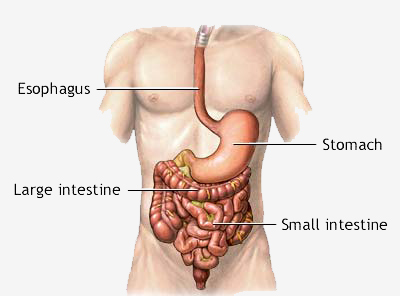 Esophagus
Stomach
Large intestine
Small intestine